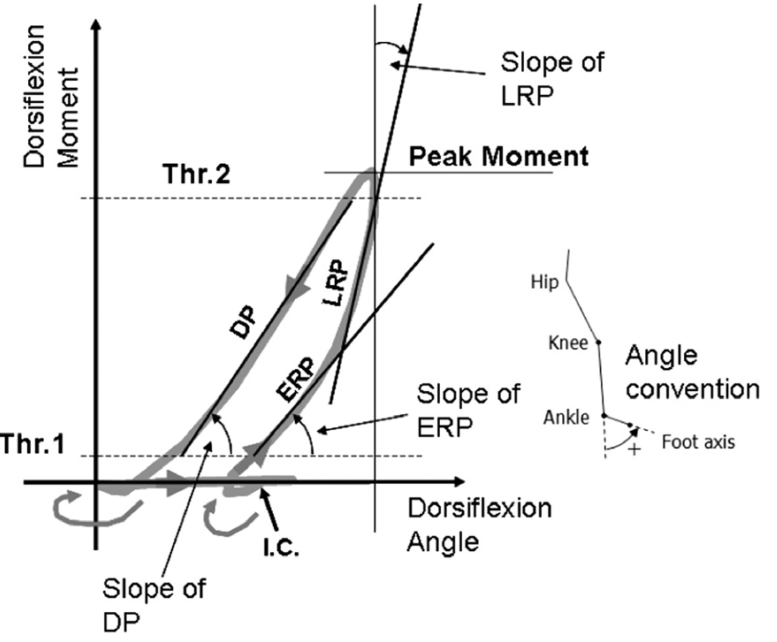 Dorsiflexion
Moment
Slope of
LRP
Peak Moment
Thr.2
LRP
DP
ERP
Hip
Knee
Angle
convention
Ankle
+
Foot axis
Slope of
ERP
Thr.1
Dorsiflexion
Angle
I.C.
Slope of
DP